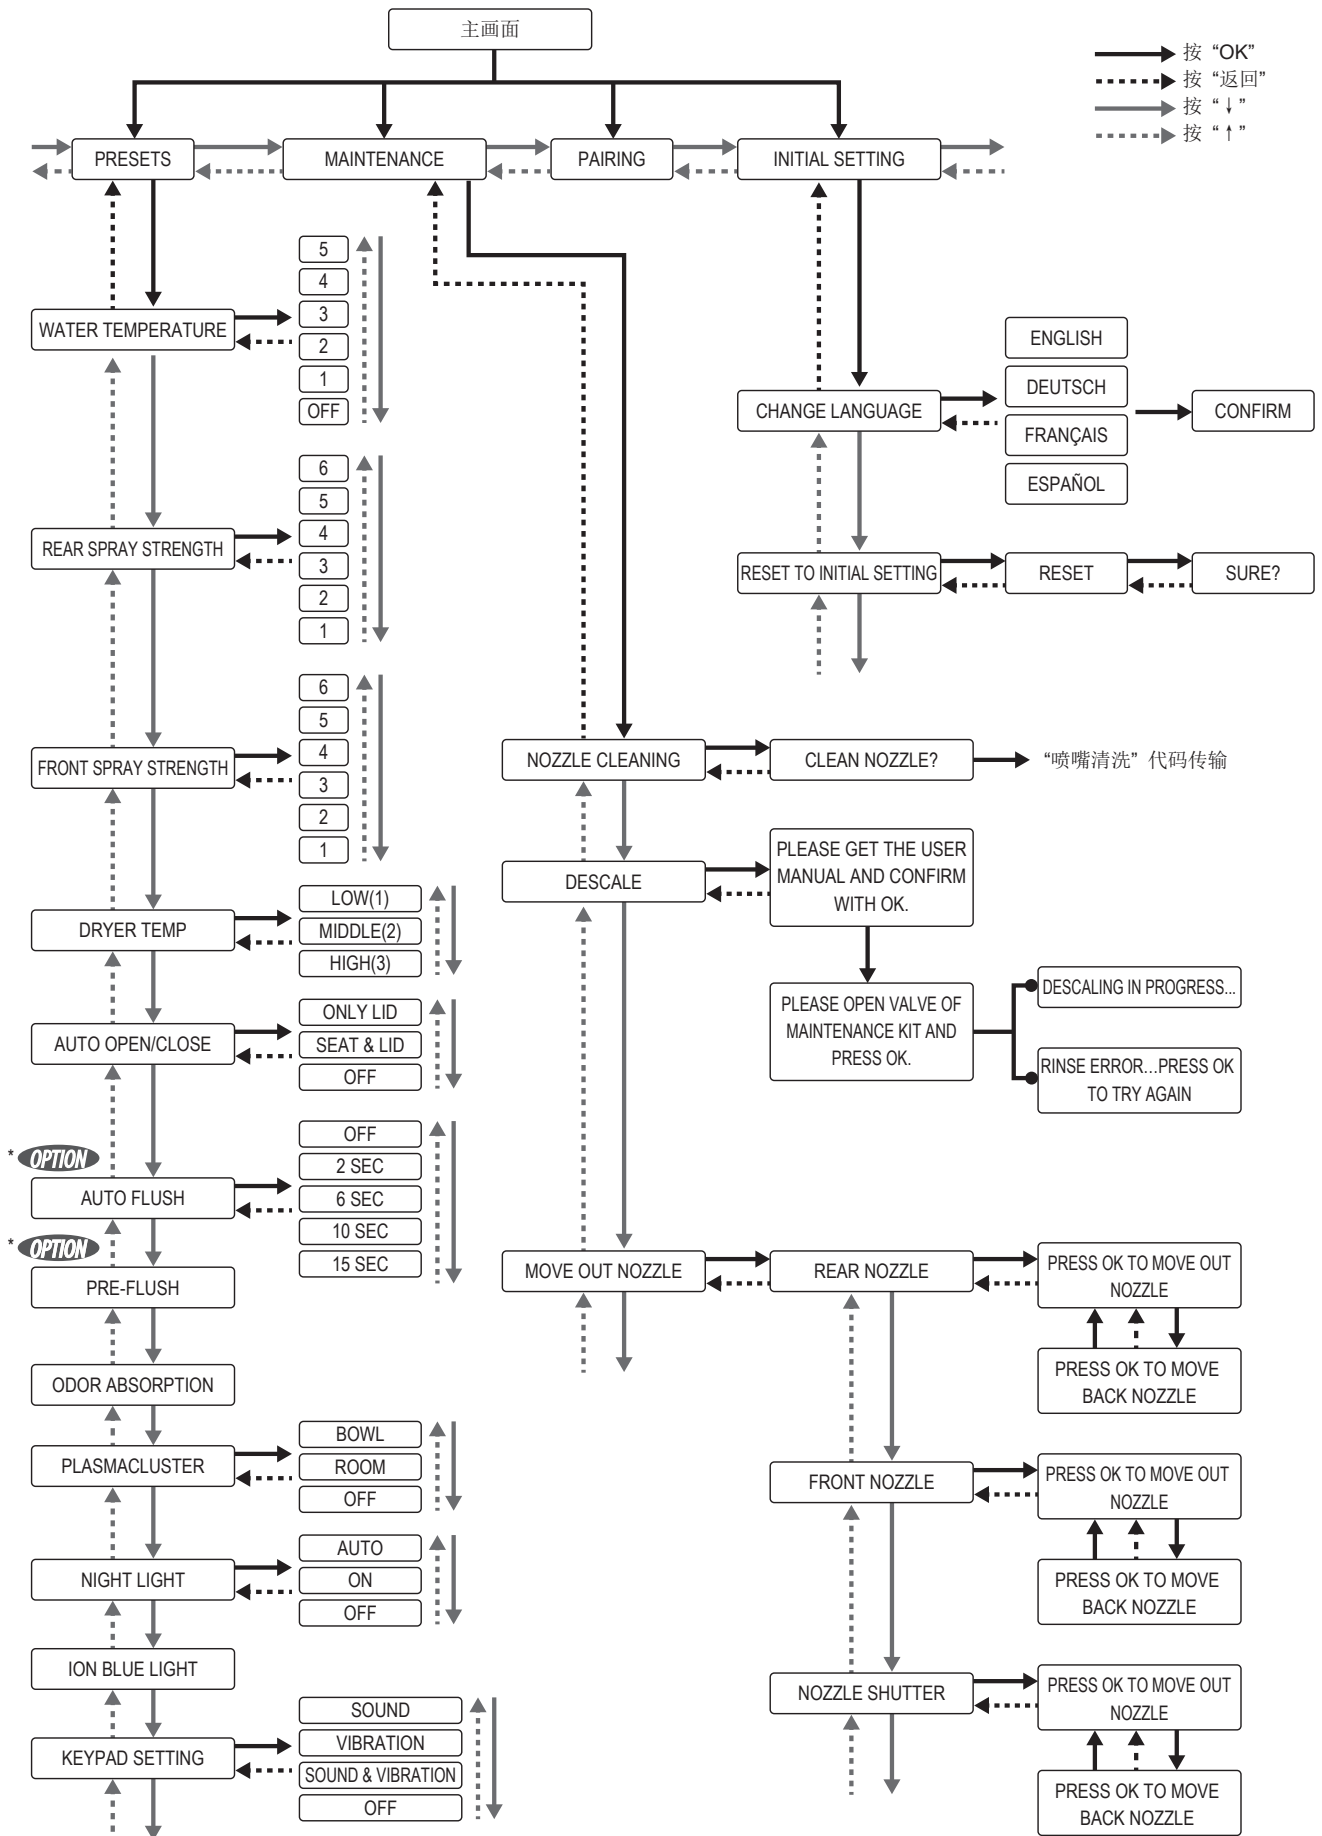 主画面
按 “OK”
按 “返回”
按 “↓”
按 “↑”
PRESETS
MAINTENANCE
PAIRING
INITIAL SETTING
WATER TEMPERATURE
5
4
3
2
1
OFF
REAR SPRAY STRENGTH
6
5
4
3
2
1
FRONT SPRAY STRENGTH
6
5
4
3
2
1
DRYER TEMP
LOW(1)
MIDDLE(2)
HIGH(3)
AUTO OPEN/CLOSE
ONLY LID
SEAT & LID
OFF
* OPTION
AUTO FLUSH
OFF
2 SEC
6 SEC
10 SEC
15 SEC
* OPTION
PRE-FLUSH
ODOR ABSORPTION
PLASMACLUSTER
BOWL
ROOM
OFF
NIGHT LIGHT
AUTO
ON
OFF
ION BLUE LIGHT
KEYPAD SETTING
SOUND
VIBRATION
SOUND & VIBRATION
OFF
NOZZLE CLEANING
CLEAN NOZZLE?
“喷嘴清洗” 代码传输
DESCALE
PLEASE GET THE USER
MANUAL AND CONFIRM
WITH OK.
PLEASE OPEN VALVE OF
MAINTENANCE KIT AND
PRESS OK.
DESCALING IN PROGRESS...
RINSE ERROR...PRESS OK
TO TRY AGAIN
MOVE OUT NOZZLE
REAR NOZZLE
PRESS OK TO MOVE OUT
NOZZLE
PRESS OK TO MOVE
BACK NOZZLE
FRONT NOZZLE
PRESS OK TO MOVE OUT
NOZZLE
PRESS OK TO MOVE
BACK NOZZLE
NOZZLE SHUTTER
PRESS OK TO MOVE OUT
NOZZLE
PRESS OK TO MOVE
BACK NOZZLE
CHANGE LANGUAGE
ENGLISH
DEUTSCH
FRANÇAIS
ESPAÑOL
CONFIRM
RESET TO INITIAL SETTING
RESET
SURE?